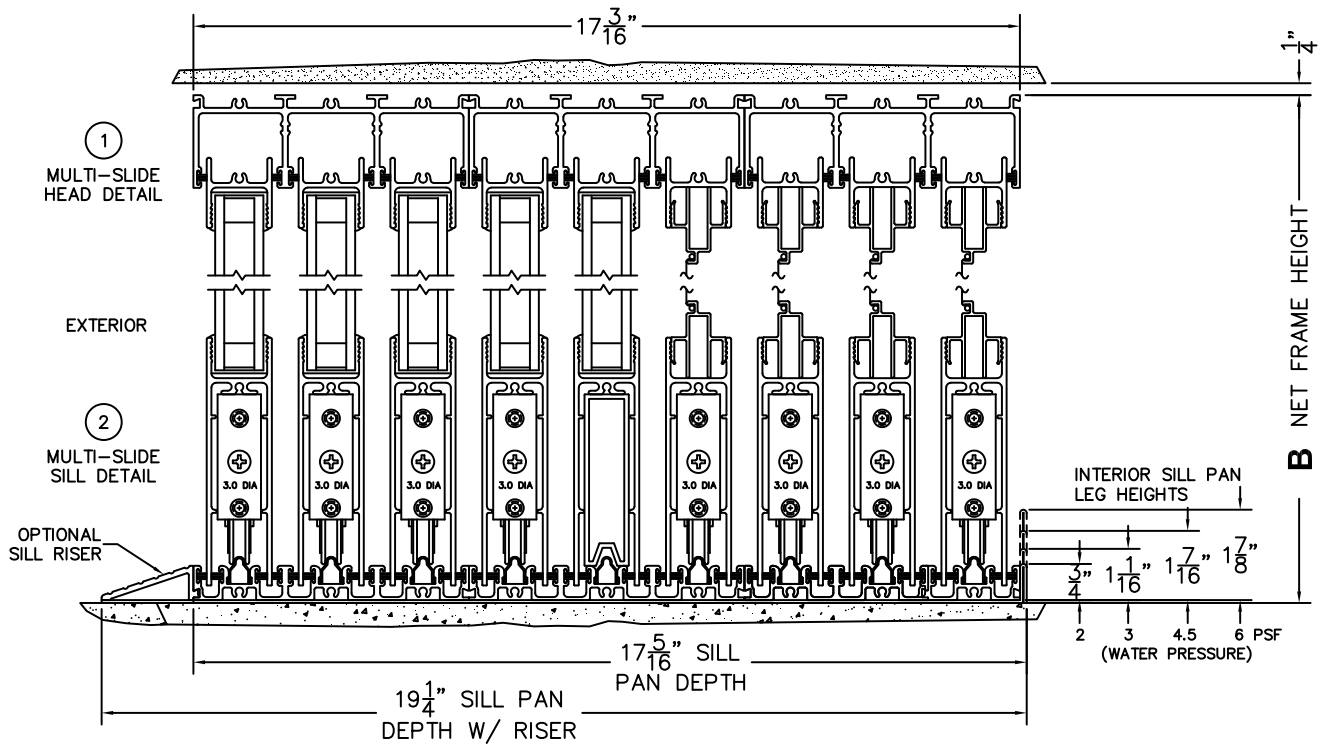 17 3/16"
1/4"
1
MULTI-SLIDE
HEAD DETAIL
EXTERIOR
B NET FRAME HEIGHT
2
MULTI-SLIDE
SILL DETAIL
3.0 DIA
3.0 DIA
3.0 DIA
3.0 DIA
3.0 DIA
3.0 DIA
3.0 DIA
3.0 DIA
INTERIOR SILL PAN
LEG HEIGHTS
OPTIONAL
SILL RISER
3/4"
1 1/16"
1 7/16"
1 7/8"
2 3 4.5 6 PSF
(WATER PRESSURE)
17 5/16" SILL
PAN DEPTH
19 1/4" SILL PAN
DEPTH W/ RISER